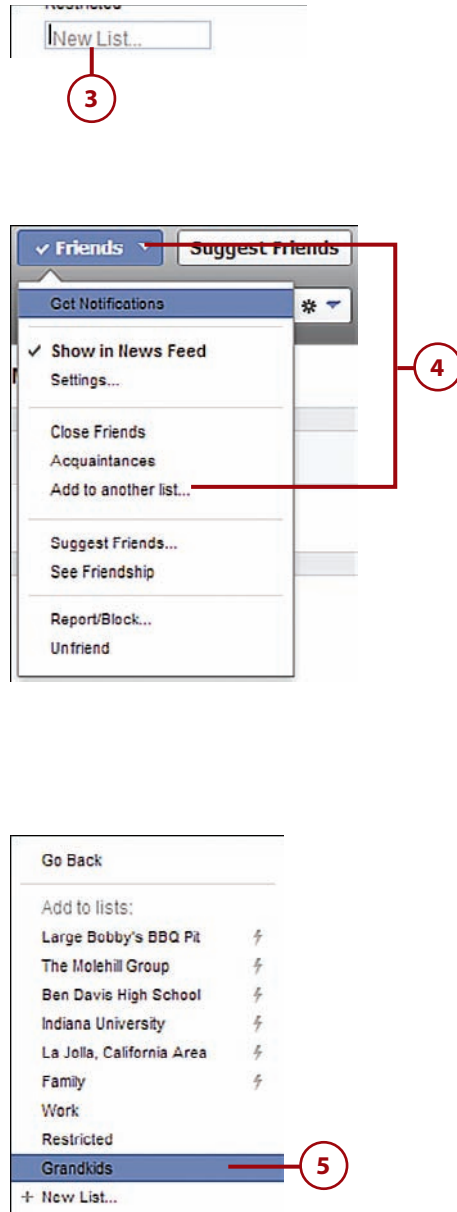 Restricted
New List...
3
✓ Friends
Suggest Friends
Get Notifications
✓ Show in News Feed
Settings...
4
Close Friends
Acquaintances
Add to another list...
Suggest Friends...
See Friendship
Report/Block...
Unfriend
Go Back
Add to lists:
Large Bobby's BBQ Pit
The Molehill Group
Ben Davis High School
Indiana University
La Jolla, California Area
Family
Work
Restricted
Grandkids
5
+ New List...